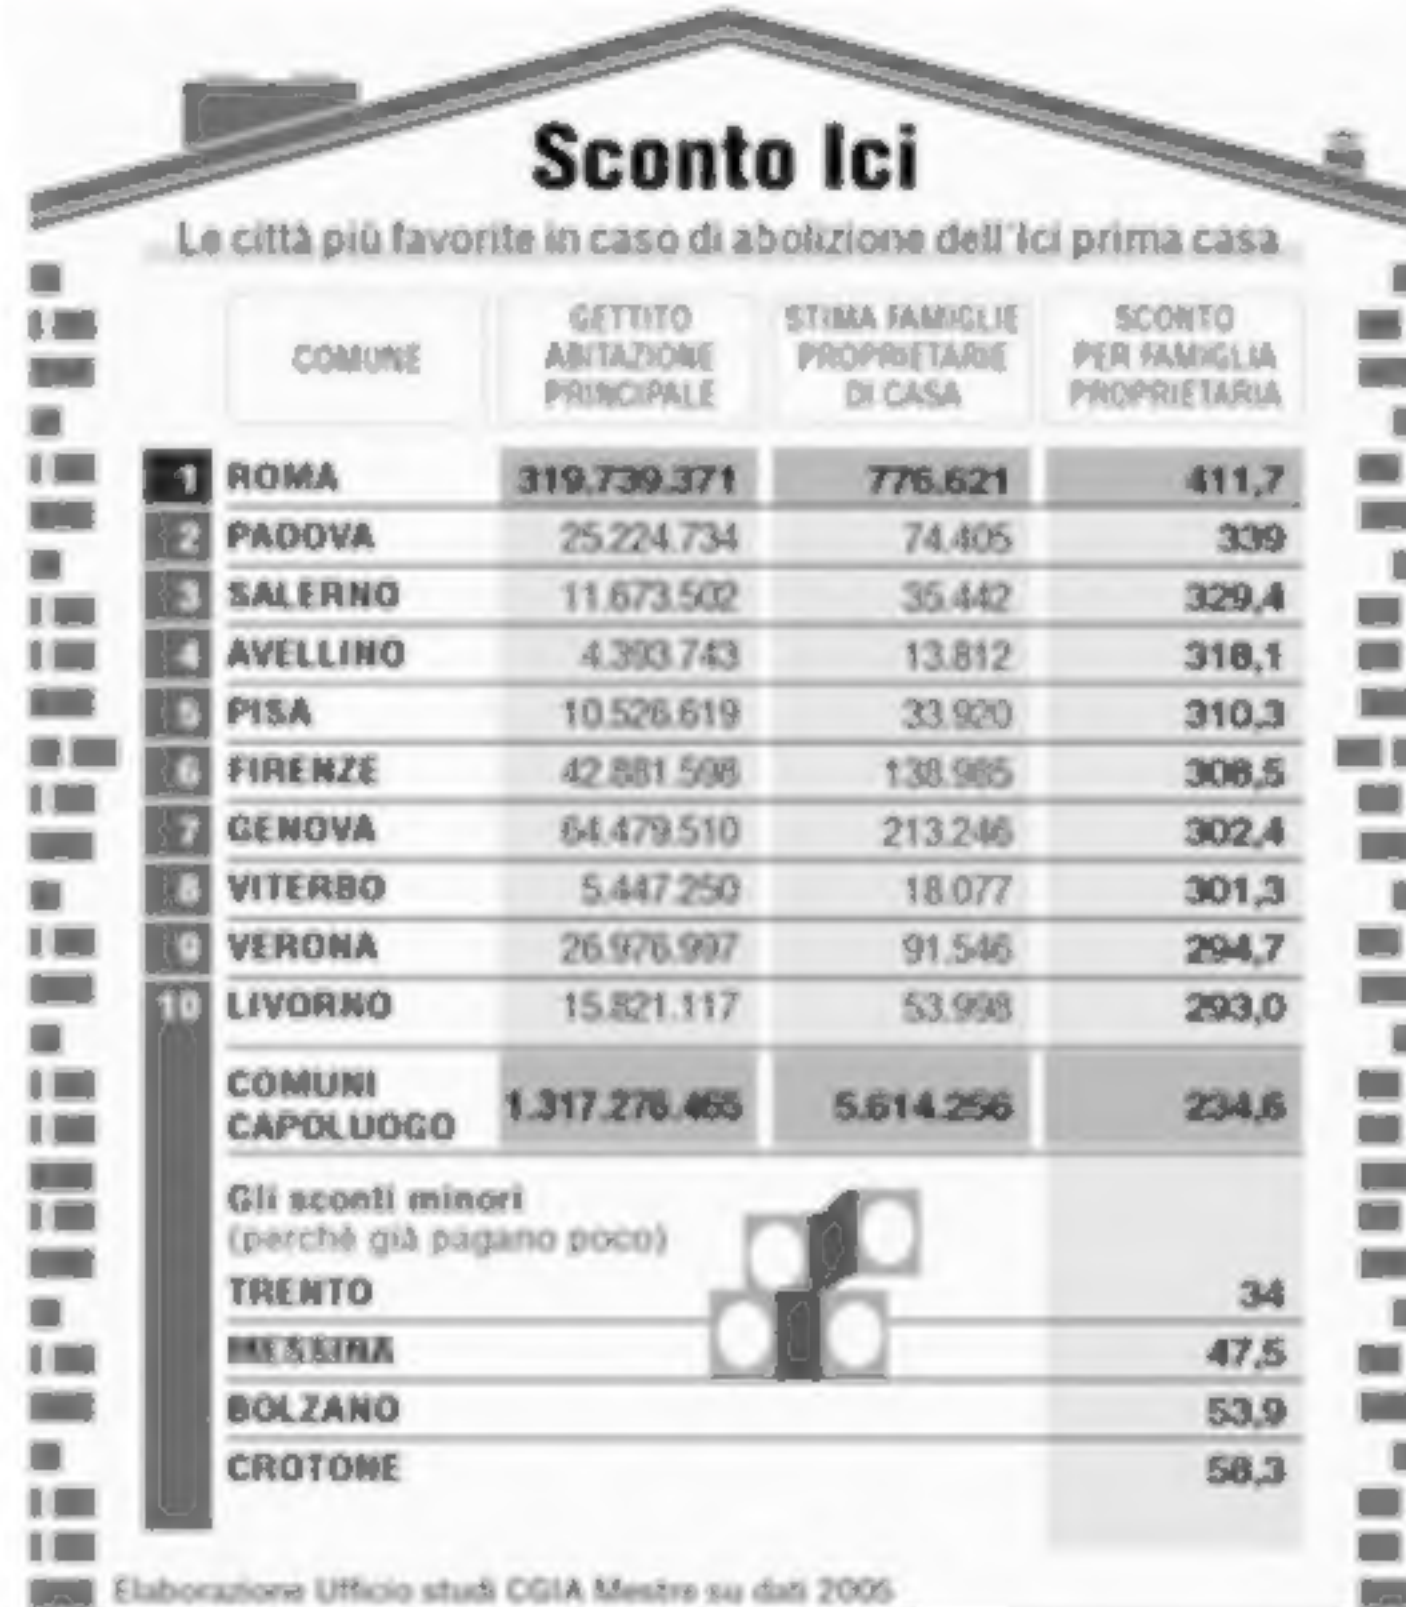 Sconto Ici
Le città più favorite in caso di abolizione dell'Ici prima casa
COMUNE
GETTITO
ABITAZIONE
PRINCIPALE
STIMA FAMIGLIE
PROPRIETARIE
DI CASA
SCONTO
PER FAMIGLIA
PROPRIETARIA
1 ROMA 319.739.371 776.621 411,7
2 PADOVA 25.224.734 74.405 339
3 SALERNO 11.673.502 35.442 329,4
4 AVELLINO 4.393.743 13.812 318,1
5 PISA 10.526.619 33.920 310,3
6 FIRENZE 42.881.598 138.985 308,5
7 GENOVA 64.479.510 213.246 302,4
8 VITERBO 5.447.250 18.077 301,3
9 VERONA 26.976.997 91.546 294,7
10 LIVORNO 15.821.117 53.998 293,0
COMUNI
CAPOLUOGO 1.317.276.465 5.614.256 234,6
Gli sconti minori
(perchè già pagano poco)
TRENTO 34
MESSINA 47,5
BOLZANO 53,9
CROTONE 58,3
Elaborazione Ufficio studi CGIA Mestre su dati 2005